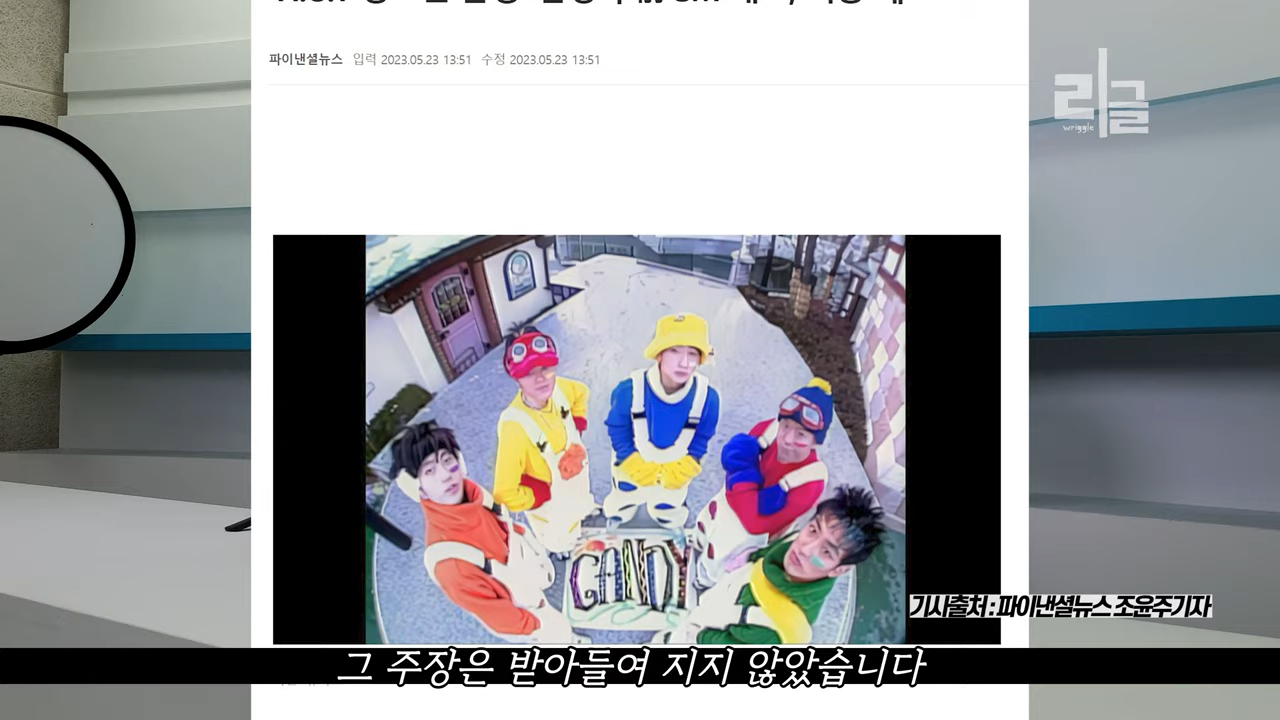 파이낸셜뉴스 입력 2023.05.23 13:51 수정 2023.05.23 13:51
리글
wriggle
CANDY
기사출처 : 파이낸셜뉴스 조윤주기자
그 주장은 받아들여 지지 않았습니다